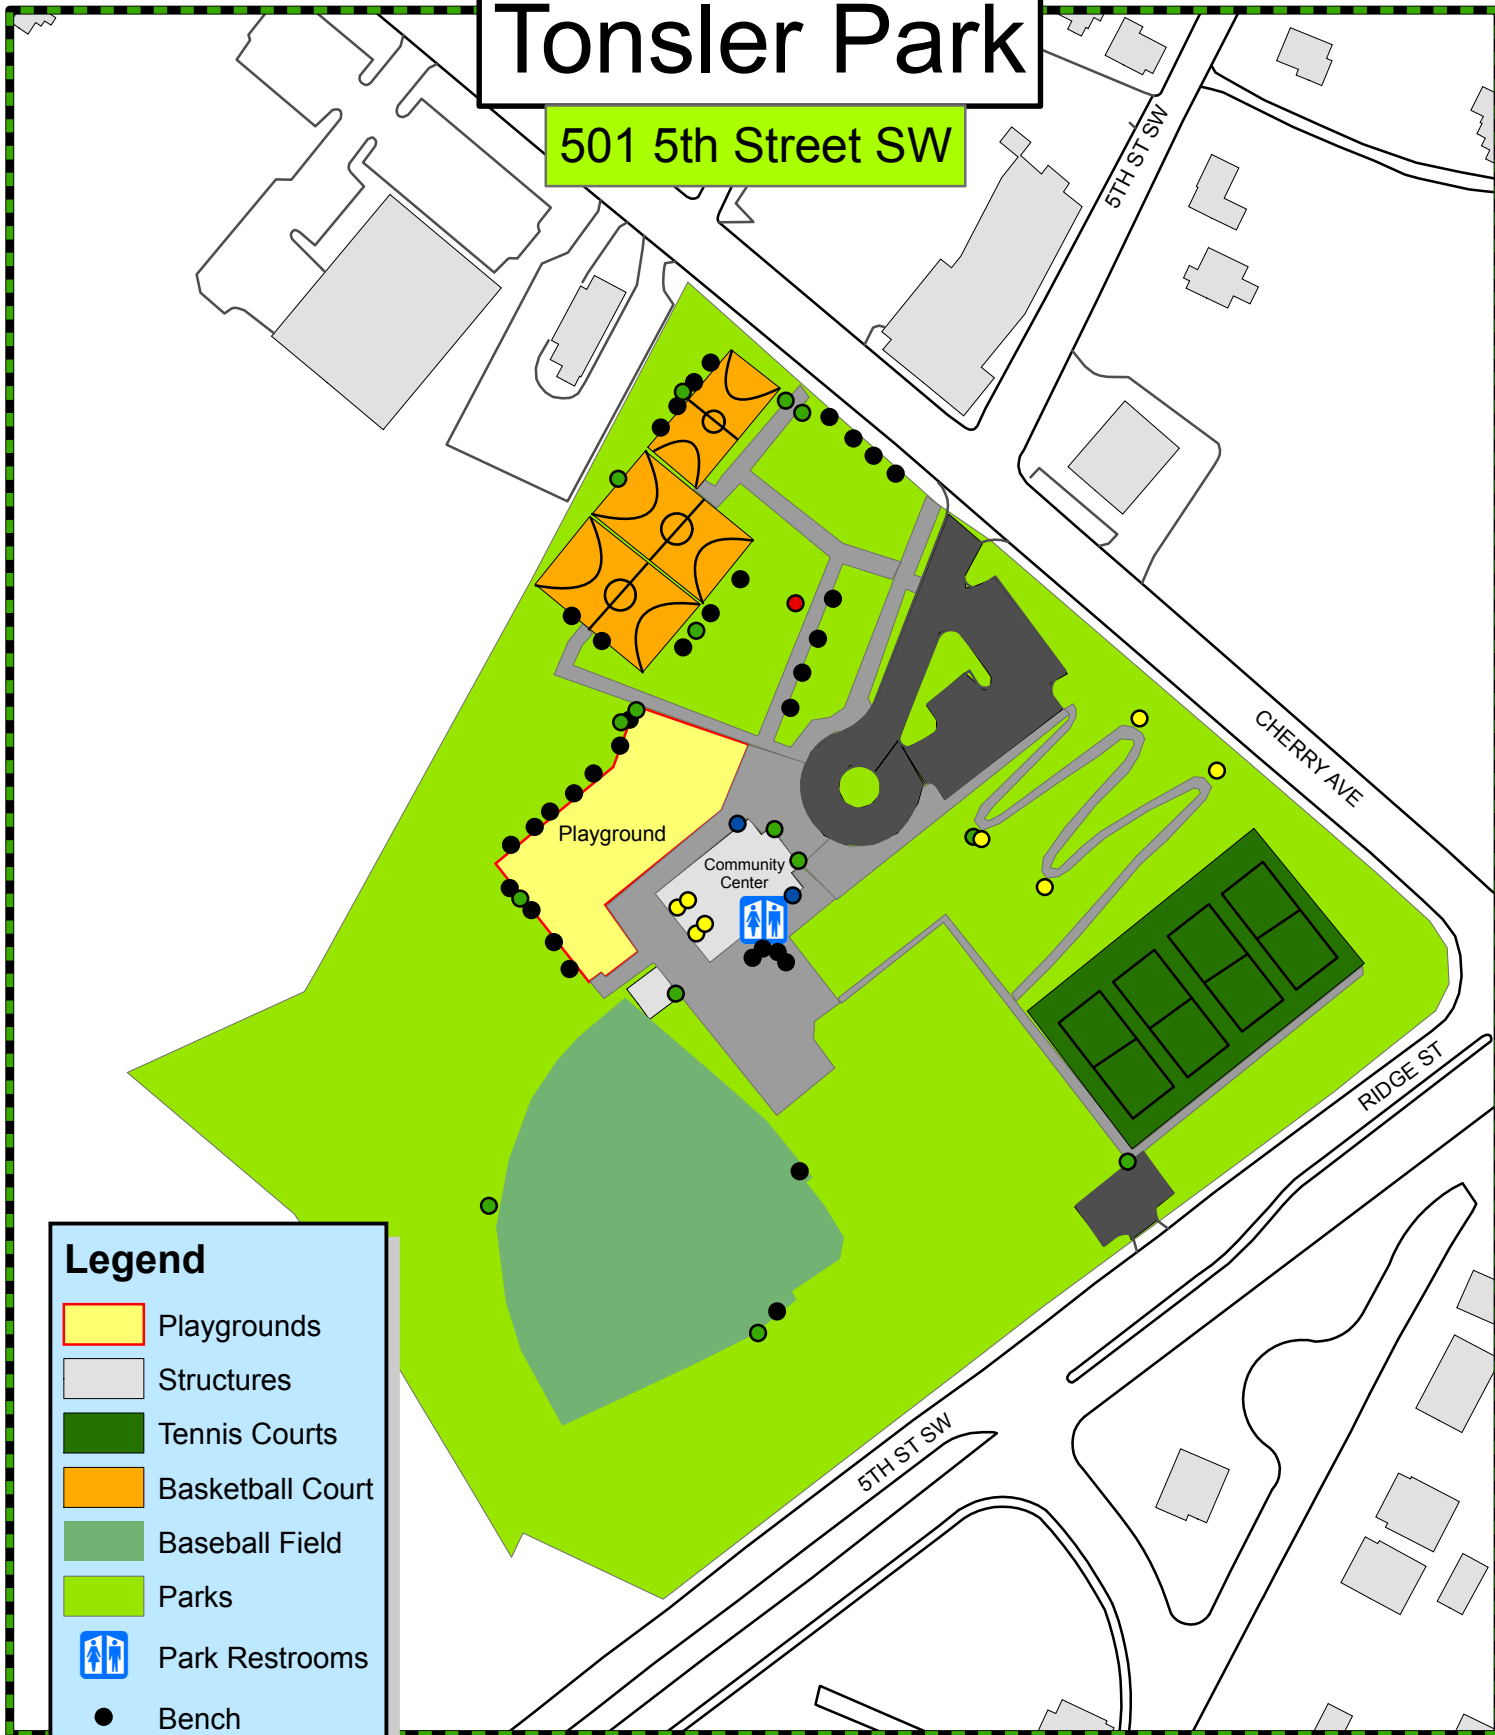 Tonsler Park
501 5th Street SW
5TH ST SW
CHERRY AVE
Playground
Community
Center
RIDGE ST
5TH ST SW
Legend
Playgrounds
Structures
Tennis Courts
Basketball Court
Baseball Field
Parks
Park Restrooms
Bench